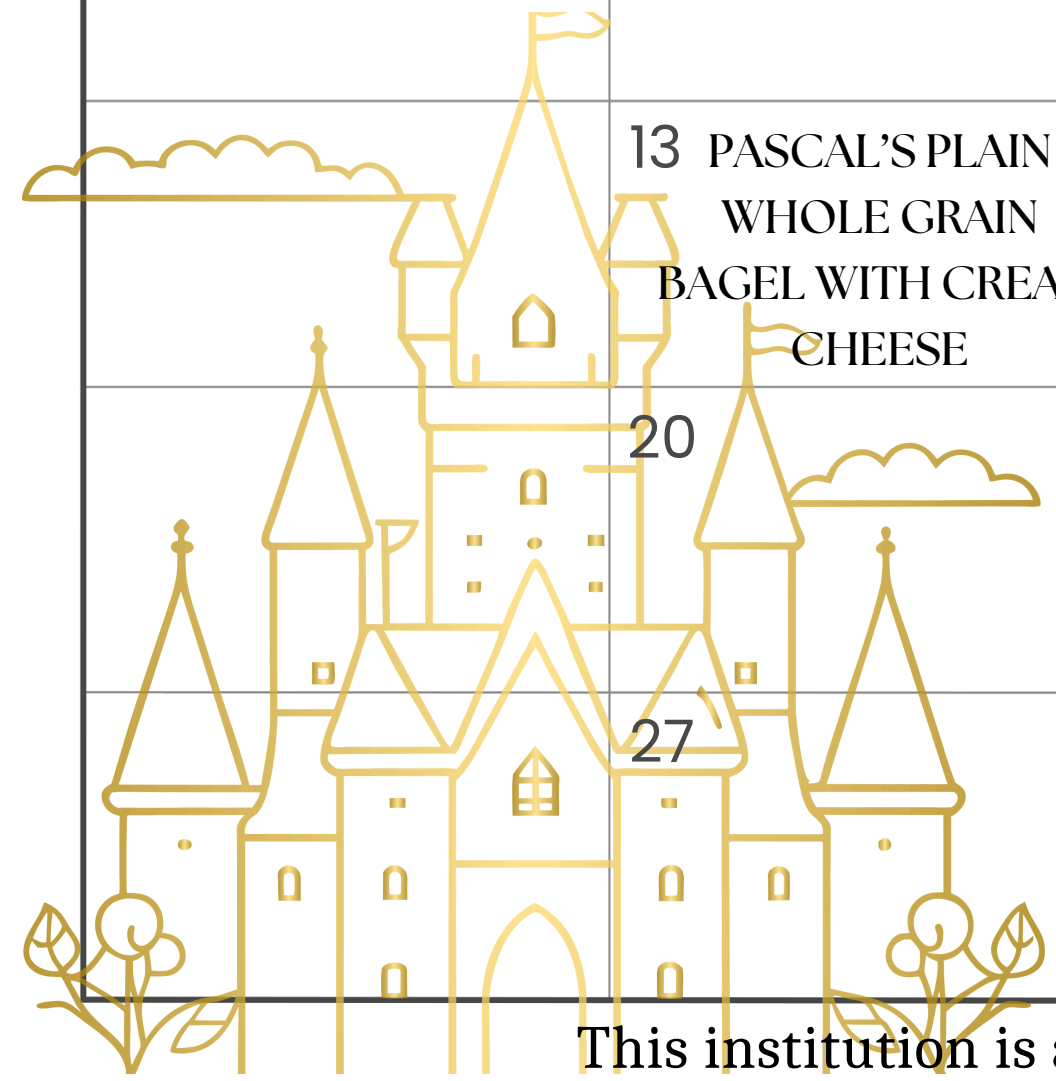 13 PASCAL'S PLAIN
WHOLE GRAIN
BAGEL WITH CREA
CHEESE
20
27
This institution is